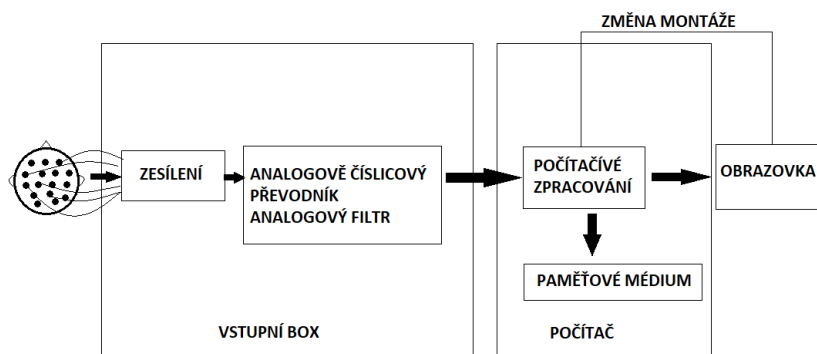 ZMĚNA MONTÁŽE
ZESÍLENÍ
ANALOGOVĚ ČÍSLICOVÝ
PŘEVODNÍK
ANALOGOVÝ FILTR
POČÍTAČÍVÉ
ZPRACOVÁNÍ
OBRAZOVKA
PAMĚŤOVÉ MÉDIUM
VSTUPNÍ BOX
POČÍTAČ